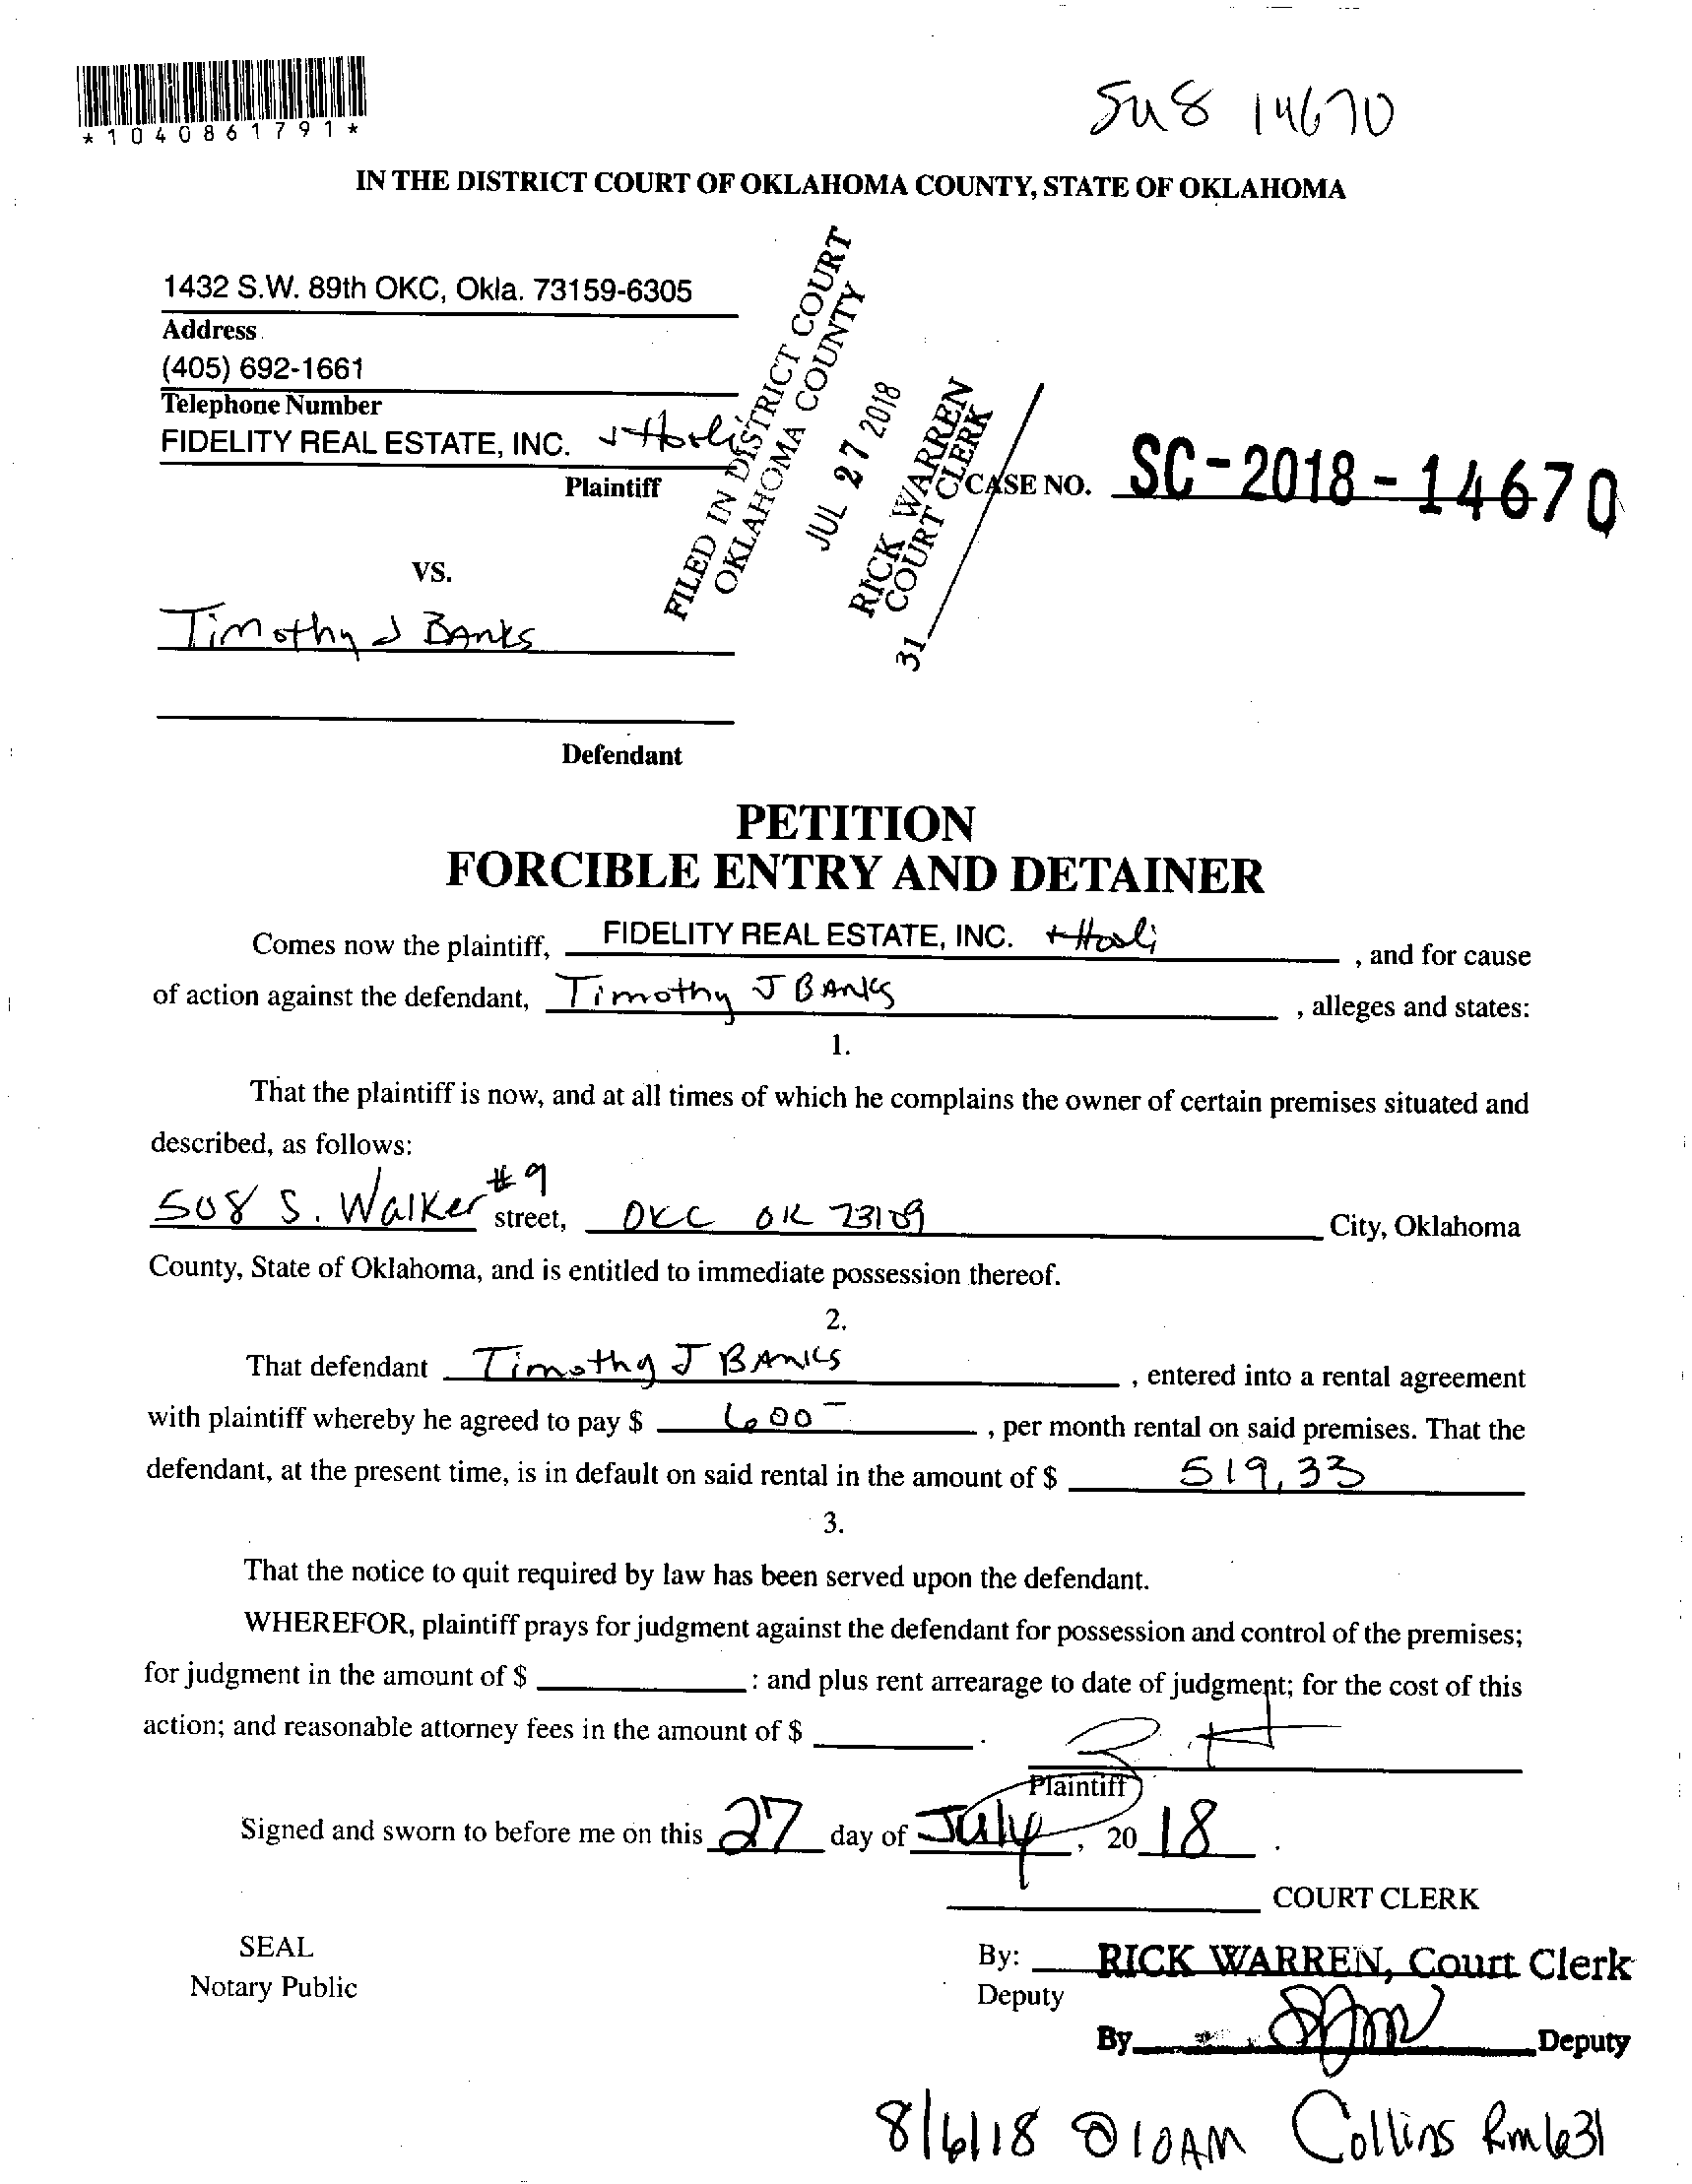 *1040861791*
SC18 14670
IN THE DISTRICT COURT OF OKLAHOMA COUNTY, STATE OF OKLAHOMA
1432 S.W. 89th OKC, Okla. 73159-6305
Address
(405) 692-1661
Telephone Number
FIDELITY REAL ESTATE, INC.
Plaintiff
FILED IN DISTRICT COURT
OKLAHOMA COUNTY
JUL 27 2018
RICK WARREN
COURT CLERK
31
CASE NO. SC-2018-14670
VS.
Timothy J Banks
Defendant
PETITION
FORCIBLE ENTRY AND DETAINER
Comes now the plaintiff, FIDELITY REAL ESTATE, INC. , and for cause
of action against the defendant, Timothy J BANKS , alleges and states:
1.
That the plaintiff is now, and at all times of which he complains the owner of certain premises situated and
described, as follows:
508 S. Walker #9 street, OKC OK 73109 City, Oklahoma
County, State of Oklahoma, and is entitled to immediate possession thereof.
2.
That defendant Timothy J BANKS , entered into a rental agreement
with plaintiff whereby he agreed to pay $ 600- , per month rental on said premises. That the
defendant, at the present time, is in default on said rental in the amount of $ 519.33
3.
That the notice to quit required by law has been served upon the defendant.
WHEREFOR, plaintiff prays for judgment against the defendant for possession and control of the premises;
for judgment in the amount of $ : and plus rent arrearage to date of judgment; for the cost of this
action; and reasonable attorney fees in the amount of $ .
Plaintiff
Signed and sworn to before me on this 27 day of July, 20 18.
COURT CLERK
SEAL
Notary Public
By: RICK WARREN, Court Clerk
Deputy
By Deputy
8/6/18 @ 10AM Collins Rm 631